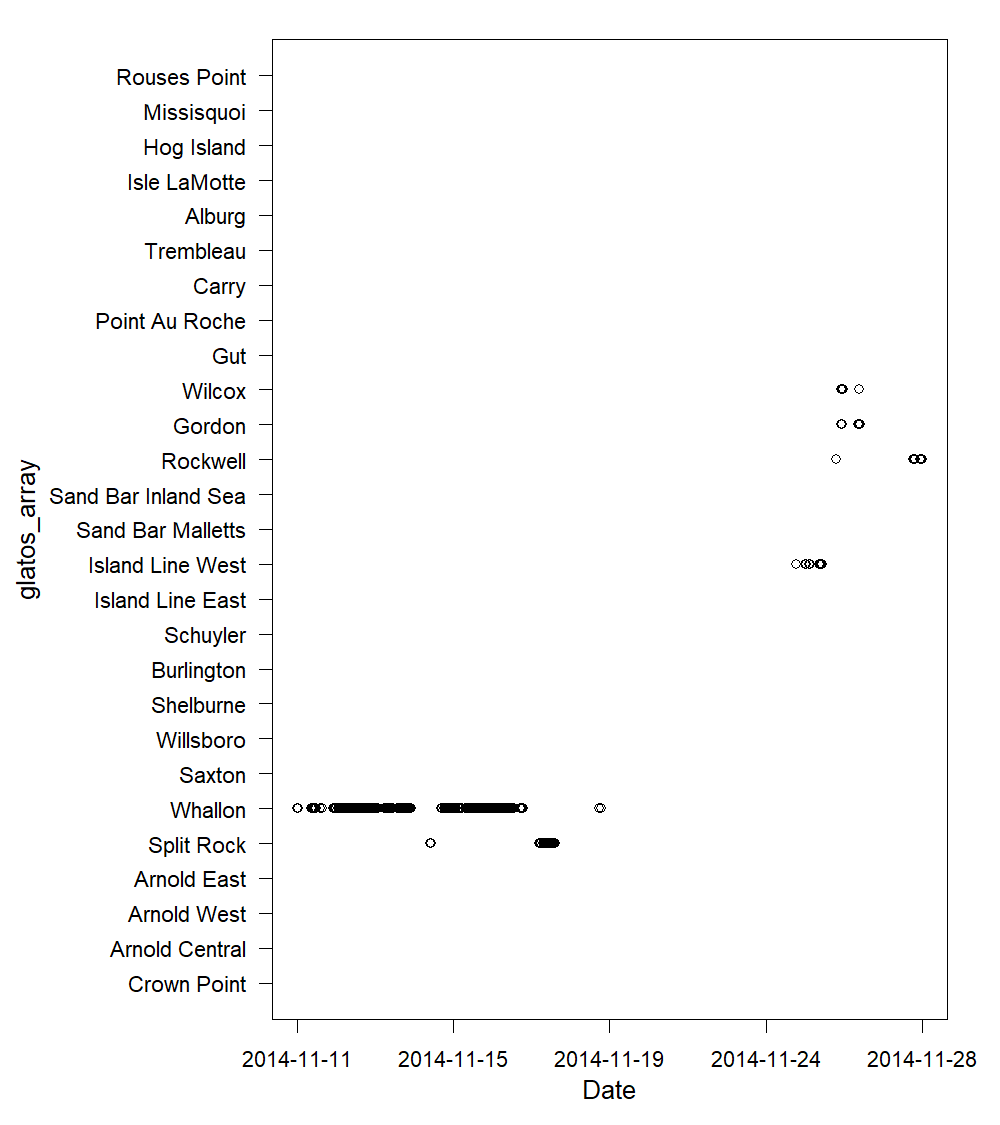 Rouses Point
Missisquoi
Hog Island
Isle LaMotte
Alburg
Trembleau
Carry
Point Au Roche
Gut
Wilcox
Gordon
Rockwell
Sand Bar Inland Sea
Sand Bar Malletts
Island Line West
Island Line East
Schuyler
Burlington
Shelburne
Willsboro
Saxton
Whallon
Split Rock
Arnold East
Arnold West
Arnold Central
Crown Point
glatos_array
2014-11-11 2014-11-15 2014-11-19 2014-11-24 2014-11-28
Date